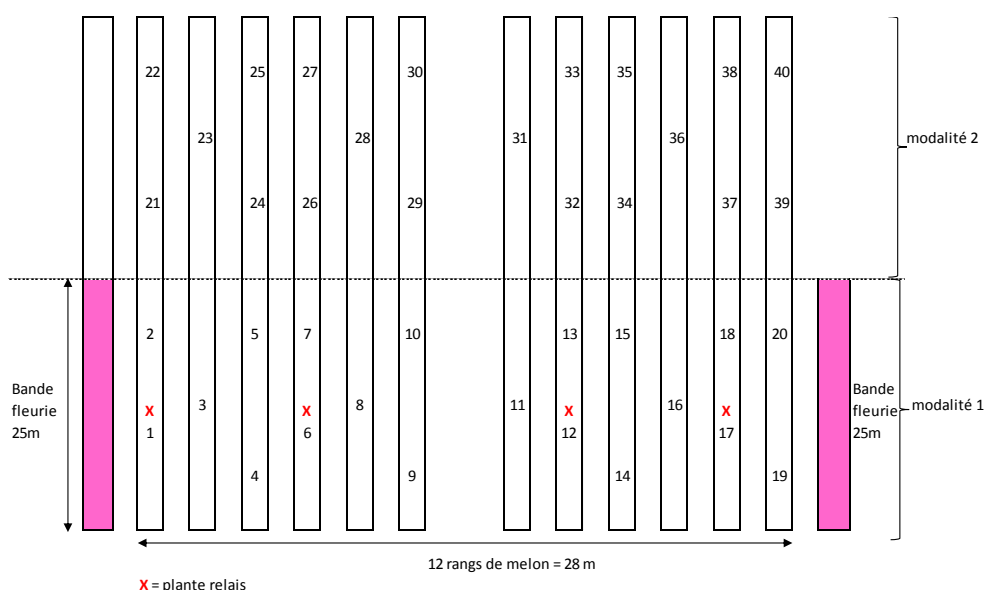 22 25 27 30 33 35 38 40
23 28 31 36 modalité 2
21 24 26 29 32 34 37 39
2 5 7 10 13 15 18 20
Bande
fleurie
25m
3 8 11 16
X X X X
1 6 12 17
Bande
fleurie
25m
modalité 1
4 9 14 19
12 rangs de melon = 28 m
X = plante relais